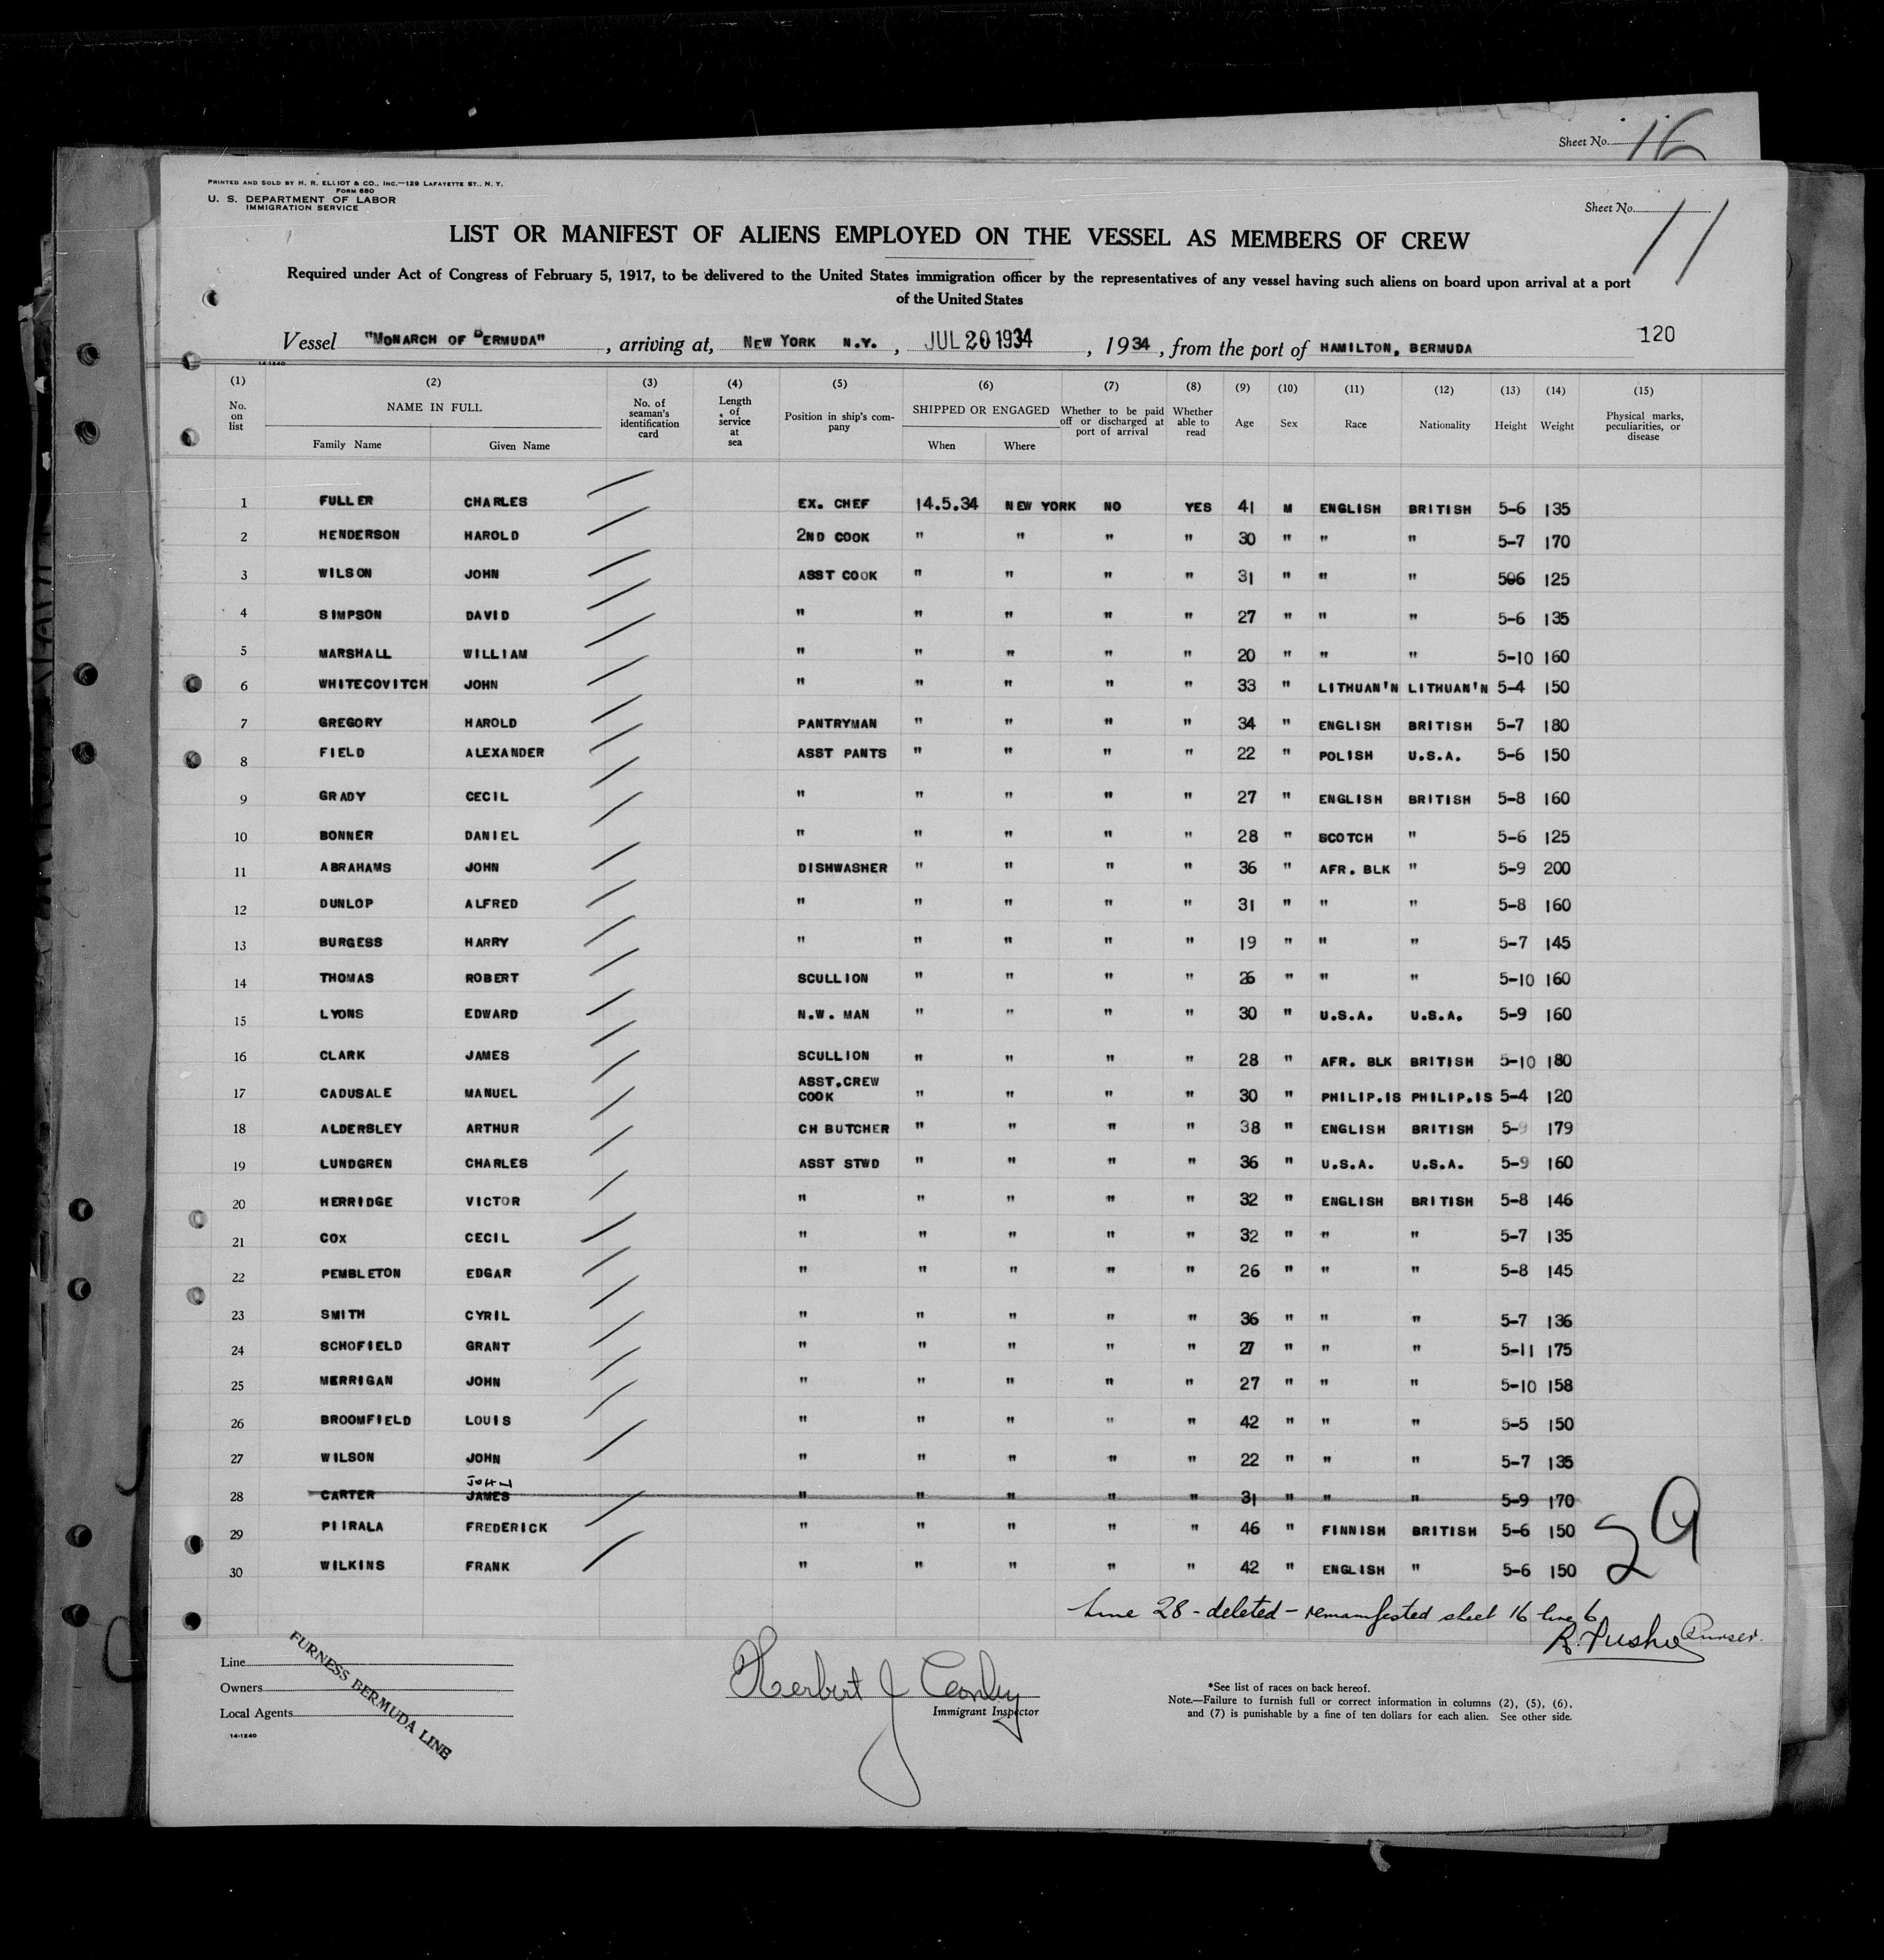 Sheet No. 16
PRINTED AND SOLD BY H. R. ELLIOT & CO., INC.—129 LAFAYETTE ST., N. Y.
FORM 680
U. S. DEPARTMENT OF LABOR
IMMIGRATION SERVICE
Sheet No. 11
LIST OR MANIFEST OF ALIENS EMPLOYED ON THE VESSEL AS MEMBERS OF CREW
Required under Act of Congress of February 5, 1917, to be delivered to the United States immigration officer by the representatives of any vessel having such aliens on board upon arrival at a port
of the United States
120
Vessel "MONARCH OF BERMUDA", arriving at, NEW YORK N.Y., JUL 20 1934, 1934, from the port of HAMILTON, BERMUDA
14-1240
(1) No. on list (2) NAME IN FULL Family Name Given Name (3) No. of seaman's identification card (4) Length of service at sea (5) Position in ship's company (6) SHIPPED OR ENGAGED When Where (7) Whether to be paid off or discharged at port of arrival (8) Whether able to read (9) Age (10) Sex (11) Race (12) Nationality (13) Height (14) Weight (15) Physical marks, peculiarities, or disease
1 FULLER CHARLES EX. CHEF 14.5.34 NEW YORK NO YES 41 M ENGLISH BRITISH 5-6 135
2 HENDERSON HAROLD 2ND COOK " " " " 30 " " " 5-7 170
3 WILSON JOHN ASST COOK " " " " 31 " " " 506 125
4 SIMPSON DAVID " " " " " 27 " " " 5-6 135
5 MARSHALL WILLIAM " " " " " 20 " " " 5-10 160
6 WHITECOVITCH JOHN " " " " " 33 " LITHUAN'N LITHUAN'N 5-4 150
7 GREGORY HAROLD PANTRYMAN " " " " 34 " ENGLISH BRITISH 5-7 180
8 FIELD ALEXANDER ASST PANTS " " " " 22 " POLISH U.S.A. 5-6 150
9 GRADY CECIL " " " " " 27 " ENGLISH BRITISH 5-8 160
10 BONNER DANIEL " " " " " 28 " SCOTCH " 5-6 125
11 ABRAHAMS JOHN DISHWASHER " " " " 36 " AFR. BLK " 5-9 200
12 DUNLOP ALFRED " " " " " 31 " " " 5-8 160
13 BURGESS HARRY " " " " " 19 " " " 5-7 145
14 THOMAS ROBERT SCULLION " " " " 26 " " " 5-10 160
15 LYONS EDWARD N.W. MAN " " " " 30 " U.S.A. U.S.A. 5-9 160
16 CLARK JAMES SCULLION " " " " 28 " AFR. BLK BRITISH 5-10 180
17 CADUSALE MANUEL ASST.CREW COOK " " " " 30 " PHILIP.IS PHILIP.IS 5-4 120
18 ALDERSLEY ARTHUR CH BUTCHER " " " " 38 " ENGLISH BRITISH 5-9 179
19 LUNDGREN CHARLES ASST STWD " " " " 36 " U.S.A. U.S.A. 5-9 160
20 HERRIDGE VICTOR " " " " " 32 " ENGLISH BRITISH 5-8 146
21 COX CECIL " " " " " 32 " " " 5-7 135
22 PEMBLETON EDGAR " " " " " 26 " " " 5-8 145
23 SMITH CYRIL " " " " " 36 " " " 5-7 136
24 SCHOFIELD GRANT " " " " " 27 " " " 5-11 175
25 MERRIGAN JOHN " " " " " 27 " " " 5-10 158
26 BROOMFIELD LOUIS " " " " " 42 " " " 5-5 150
27 WILSON JOHN " " " " " 22 " " " 5-7 135
JOHN
28 CARTER JAMES " " " " " 31 " " " 5-9 170
29 PIIRALA FREDERICK " " " " " 46 " FINNISH BRITISH 5-6 150
30 WILKINS FRANK " " " " " 42 " ENGLISH " 5-6 150
29
Line 28 - deleted - remanifested sheet 16 line 6
R. Purser.
Line
Owners
Local Agents
FURNESS BERMUDA LINE
14-1240
Herbert J Conley
Immigrant Inspector
*See list of races on back hereof.
Note.—Failure to furnish full or correct information in columns (2), (5), (6),
and (7) is punishable by a fine of ten dollars for each alien. See other side.